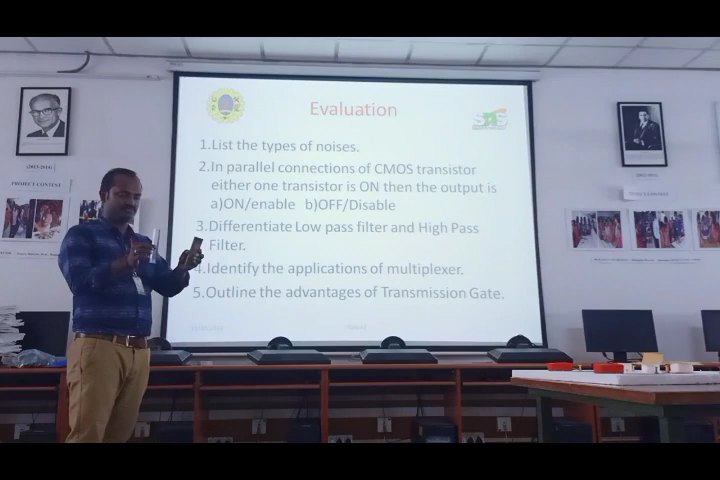 Evaluation
1.List the types of noises.
2.In parallel connections of CMOS transistor
either one transistor is ON then the output is
a)ON/enable b)OFF/Disable
3.Differentiate Low pass filter and High Pass
Filter.
4.Identify the applications of multiplexer.
5.Outline the advantages of Transmission Gate.
PROJECT CONTEST